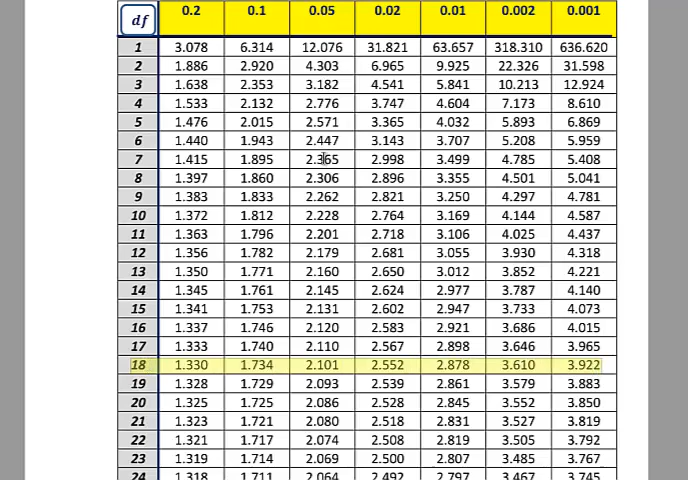 df 0.2 0.1 0.05 0.02 0.01 0.002 0.001
1 3.078 6.314 12.076 31.821 63.657 318.310 636.620
2 1.886 2.920 4.303 6.965 9.925 22.326 31.598
3 1.638 2.353 3.182 4.541 5.841 10.213 12.924
4 1.533 2.132 2.776 3.747 4.604 7.173 8.610
5 1.476 2.015 2.571 3.365 4.032 5.893 6.869
6 1.440 1.943 2.447 3.143 3.707 5.208 5.959
7 1.415 1.895 2.365 2.998 3.499 4.785 5.408
8 1.397 1.860 2.306 2.896 3.355 4.501 5.041
9 1.383 1.833 2.262 2.821 3.250 4.297 4.781
10 1.372 1.812 2.228 2.764 3.169 4.144 4.587
11 1.363 1.796 2.201 2.718 3.106 4.025 4.437
12 1.356 1.782 2.179 2.681 3.055 3.930 4.318
13 1.350 1.771 2.160 2.650 3.012 3.852 4.221
14 1.345 1.761 2.145 2.624 2.977 3.787 4.140
15 1.341 1.753 2.131 2.602 2.947 3.733 4.073
16 1.337 1.746 2.120 2.583 2.921 3.686 4.015
17 1.333 1.740 2.110 2.567 2.898 3.646 3.965
18 1.330 1.734 2.101 2.552 2.878 3.610 3.922
19 1.328 1.729 2.093 2.539 2.861 3.579 3.883
20 1.325 1.725 2.086 2.528 2.845 3.552 3.850
21 1.323 1.721 2.080 2.518 2.831 3.527 3.819
22 1.321 1.717 2.074 2.508 2.819 3.505 3.792
23 1.319 1.714 2.069 2.500 2.807 3.485 3.767
24 1.318 1.711 2.064 2.492 2.797 3.467 3.745